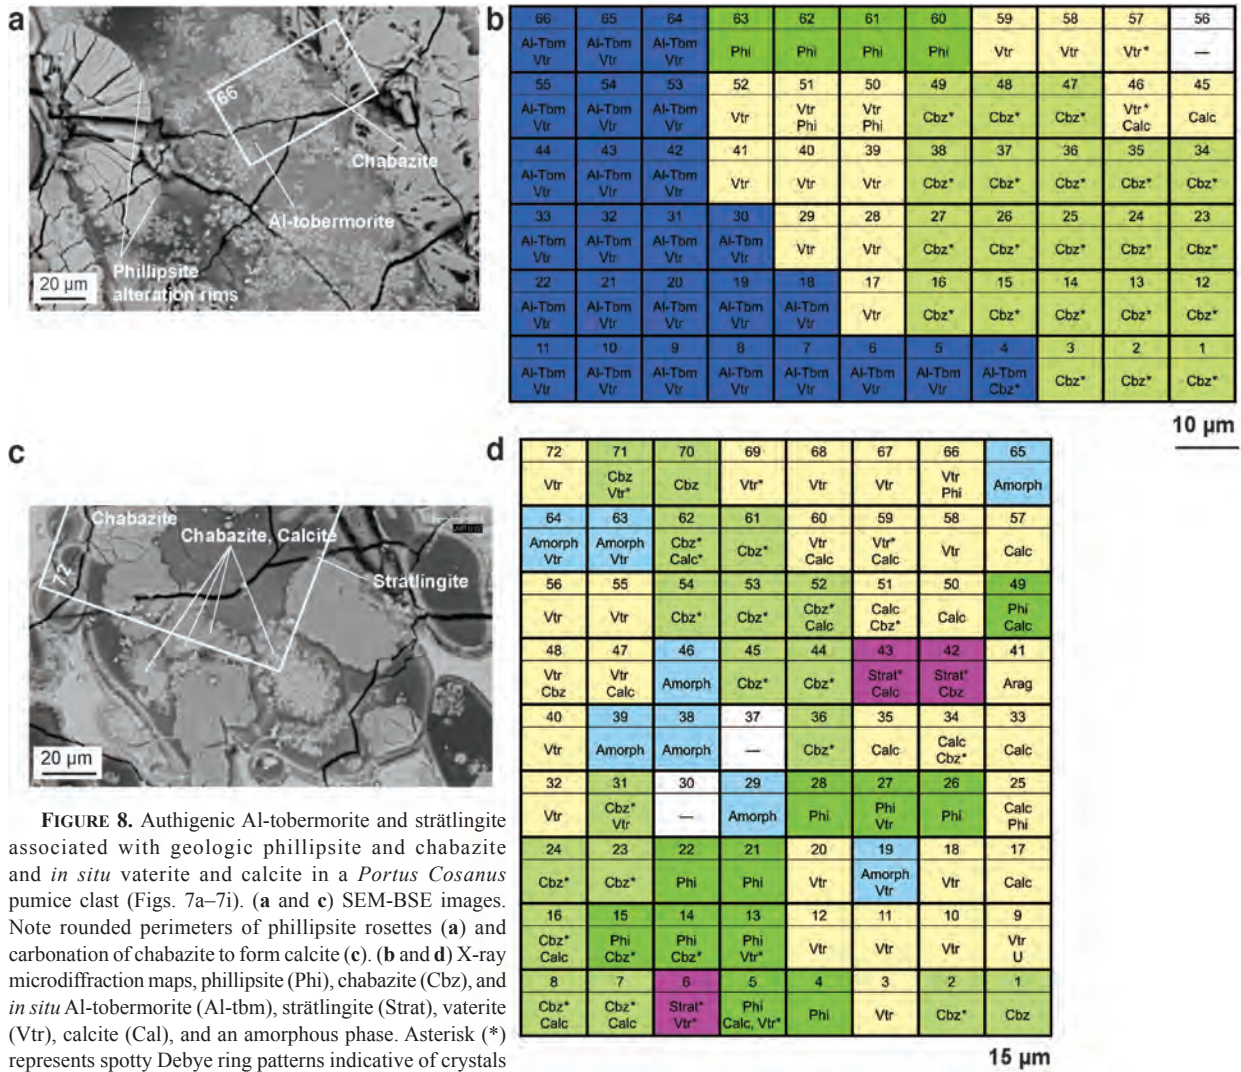 a
66
Chabazite
Al-tobermorite
Phillipsite
alteration rims
20 µm
b
66 65 64 63 62 61 60 59 58 57 56
Al-Tbm Al-Tbm Al-Tbm Phi Phi Phi Phi Vtr Vtr Vtr* —
Vtr Vtr Vtr
55 54 53 52 51 50 49 48 47 46 45
Al-Tbm Al-Tbm Al-Tbm Vtr Vtr Vtr Cbz* Cbz* Cbz* Vtr* Calc
Vtr Vtr Vtr Phi Phi Calc
44 43 42 41 40 39 38 37 36 35 34
Al-Tbm Al-Tbm Al-Tbm Vtr Vtr Vtr Cbz* Cbz* Cbz* Cbz* Cbz*
Vtr Vtr Vtr
33 32 31 30 29 28 27 26 25 24 23
Al-Tbm Al-Tbm Al-Tbm Al-Tbm Vtr Vtr Cbz* Cbz* Cbz* Cbz* Cbz*
Vtr Vtr Vtr Vtr
22 21 20 19 18 17 16 15 14 13 12
Al-Tbm Al-Tbm Al-Tbm Al-Tbm Al-Tbm Vtr Cbz* Cbz* Cbz* Cbz* Cbz*
Vtr Vtr Vtr Vtr Vtr
11 10 9 8 7 6 5 4 3 2 1
Al-Tbm Al-Tbm Al-Tbm Al-Tbm Al-Tbm Al-Tbm Al-Tbm Al-Tbm Cbz* Cbz* Cbz*
Vtr Vtr Vtr Vtr Vtr Vtr Vtr Cbz*
10 µm
c
Chabazite
Chabazite, Calcite
72
Strätlingite
20 µm
d
72 71 70 69 68 67 66 65
Vtr Cbz Cbz Vtr* Vtr Vtr Vtr Amorph
Vtr* Phi
64 63 62 61 60 59 58 57
Amorph Amorph Cbz* Cbz* Vtr Vtr* Vtr Calc
Vtr Vtr Calc* Calc Calc
56 55 54 53 52 51 50 49
Vtr Vtr Cbz* Cbz* Cbz* Calc Calc Phi
Calc Cbz* Calc
48 47 46 45 44 43 42 41
Vtr Vtr Amorph Cbz* Cbz* Strat* Strat* Arag
Cbz Calc Calc Cbz
40 39 38 37 36 35 34 33
Vtr Amorph Amorph — Cbz* Calc Calc Calc
Cbz*
32 31 30 29 28 27 26 25
Vtr Cbz* — Amorph Phi Phi Phi Calc
Vtr Vtr Phi
24 23 22 21 20 19 18 17
Cbz* Cbz* Phi Phi Vtr Amorph Vtr Calc
Vtr
16 15 14 13 12 11 10 9
Cbz* Phi Phi Phi Vtr Vtr Vtr Vtr
Calc Cbz* Cbz* Vtr* U
8 7 6 5 4 3 2 1
Cbz* Cbz* Strat* Phi Phi Vtr Cbz* Cbz
Calc Calc Vtr* Calc, Vtr*
15 µm
FIGURE 8. Authigenic Al-tobermorite and strätlingite
associated with geologic phillipsite and chabazite
and in situ vaterite and calcite in a Portus Cosanus
pumice clast (Figs. 7a–7i). (a and c) SEM-BSE images.
Note rounded perimeters of phillipsite rosettes (a) and
carbonation of chabazite to form calcite (c). (b and d) X-ray
microdiffraction maps, phillipsite (Phi), chabazite (Cbz), and
in situ Al-tobermorite (Al-tbm), strätlingite (Strat), vaterite
(Vtr), calcite (Cal), and an amorphous phase. Asterisk (*)
represents spotty Debye ring patterns indicative of crystals